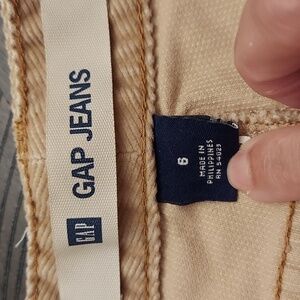 GAP JEANS
GAP
6
MADE IN
PHILIPPINES
RN 54023